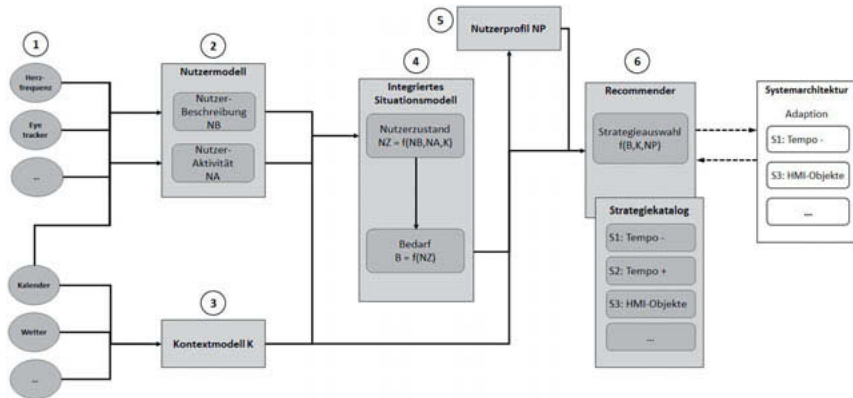 1
Herz-
frequenz
Eye
tracker
...
Kalender
Wetter
...
2
Nutzermodell
Nutzer-
Beschreibung
NB
Nutzer-
Aktivität
NA
3
Kontextmodell K
4
Integriertes
Situationsmodell
Nutzerzustand
NZ = f(NB,NA,K)
Bedarf
B = f(NZ)
5
Nutzerprofil NP
6
Recommender
Strategieauswahl
f(B,K,NP)
Strategiekatalog
S1: Tempo -
S2: Tempo +
S3: HMI-Objekte
...
Systemarchitektur
Adaption
S1: Tempo -
S3: HMI-Objekte
...